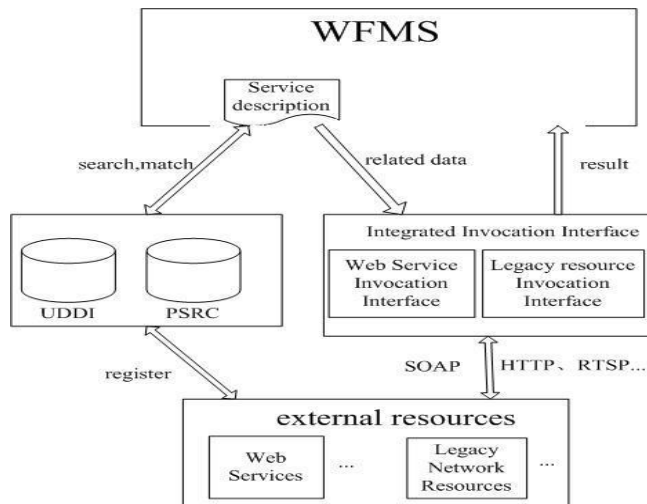 WFMS
Service
description
search,match
related data
result
Integrated Invocation Interface
Web Service
Invocation
Interface
Legacy resource
Invocation
Interface
UDDI
PSRC
register
SOAP
HTTP、RTSP...
external resources
Web
Services
...
Legacy
Network
Resources
...